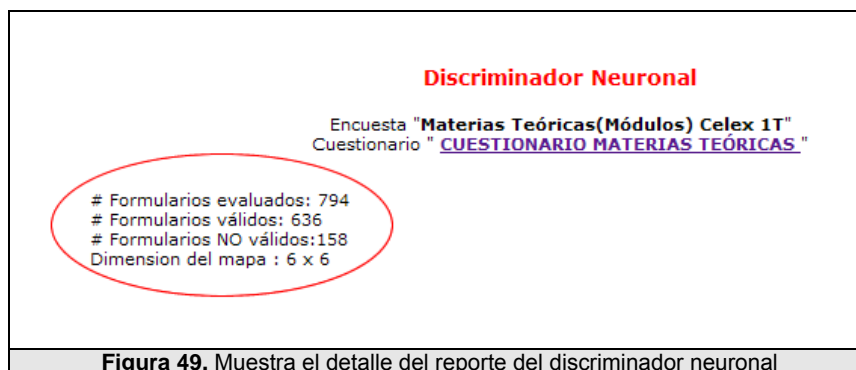 Discriminador Neuronal
Encuesta "Materias Teóricas(Módulos) Celex 1T"
Cuestionario " CUESTIONARIO MATERIAS TEÓRICAS "
# Formularios evaluados: 794
# Formularios válidos: 636
# Formularios NO válidos:158
Dimension del mapa : 6 x 6
Figura 49. Muestra el detalle del reporte del discriminador neuronal